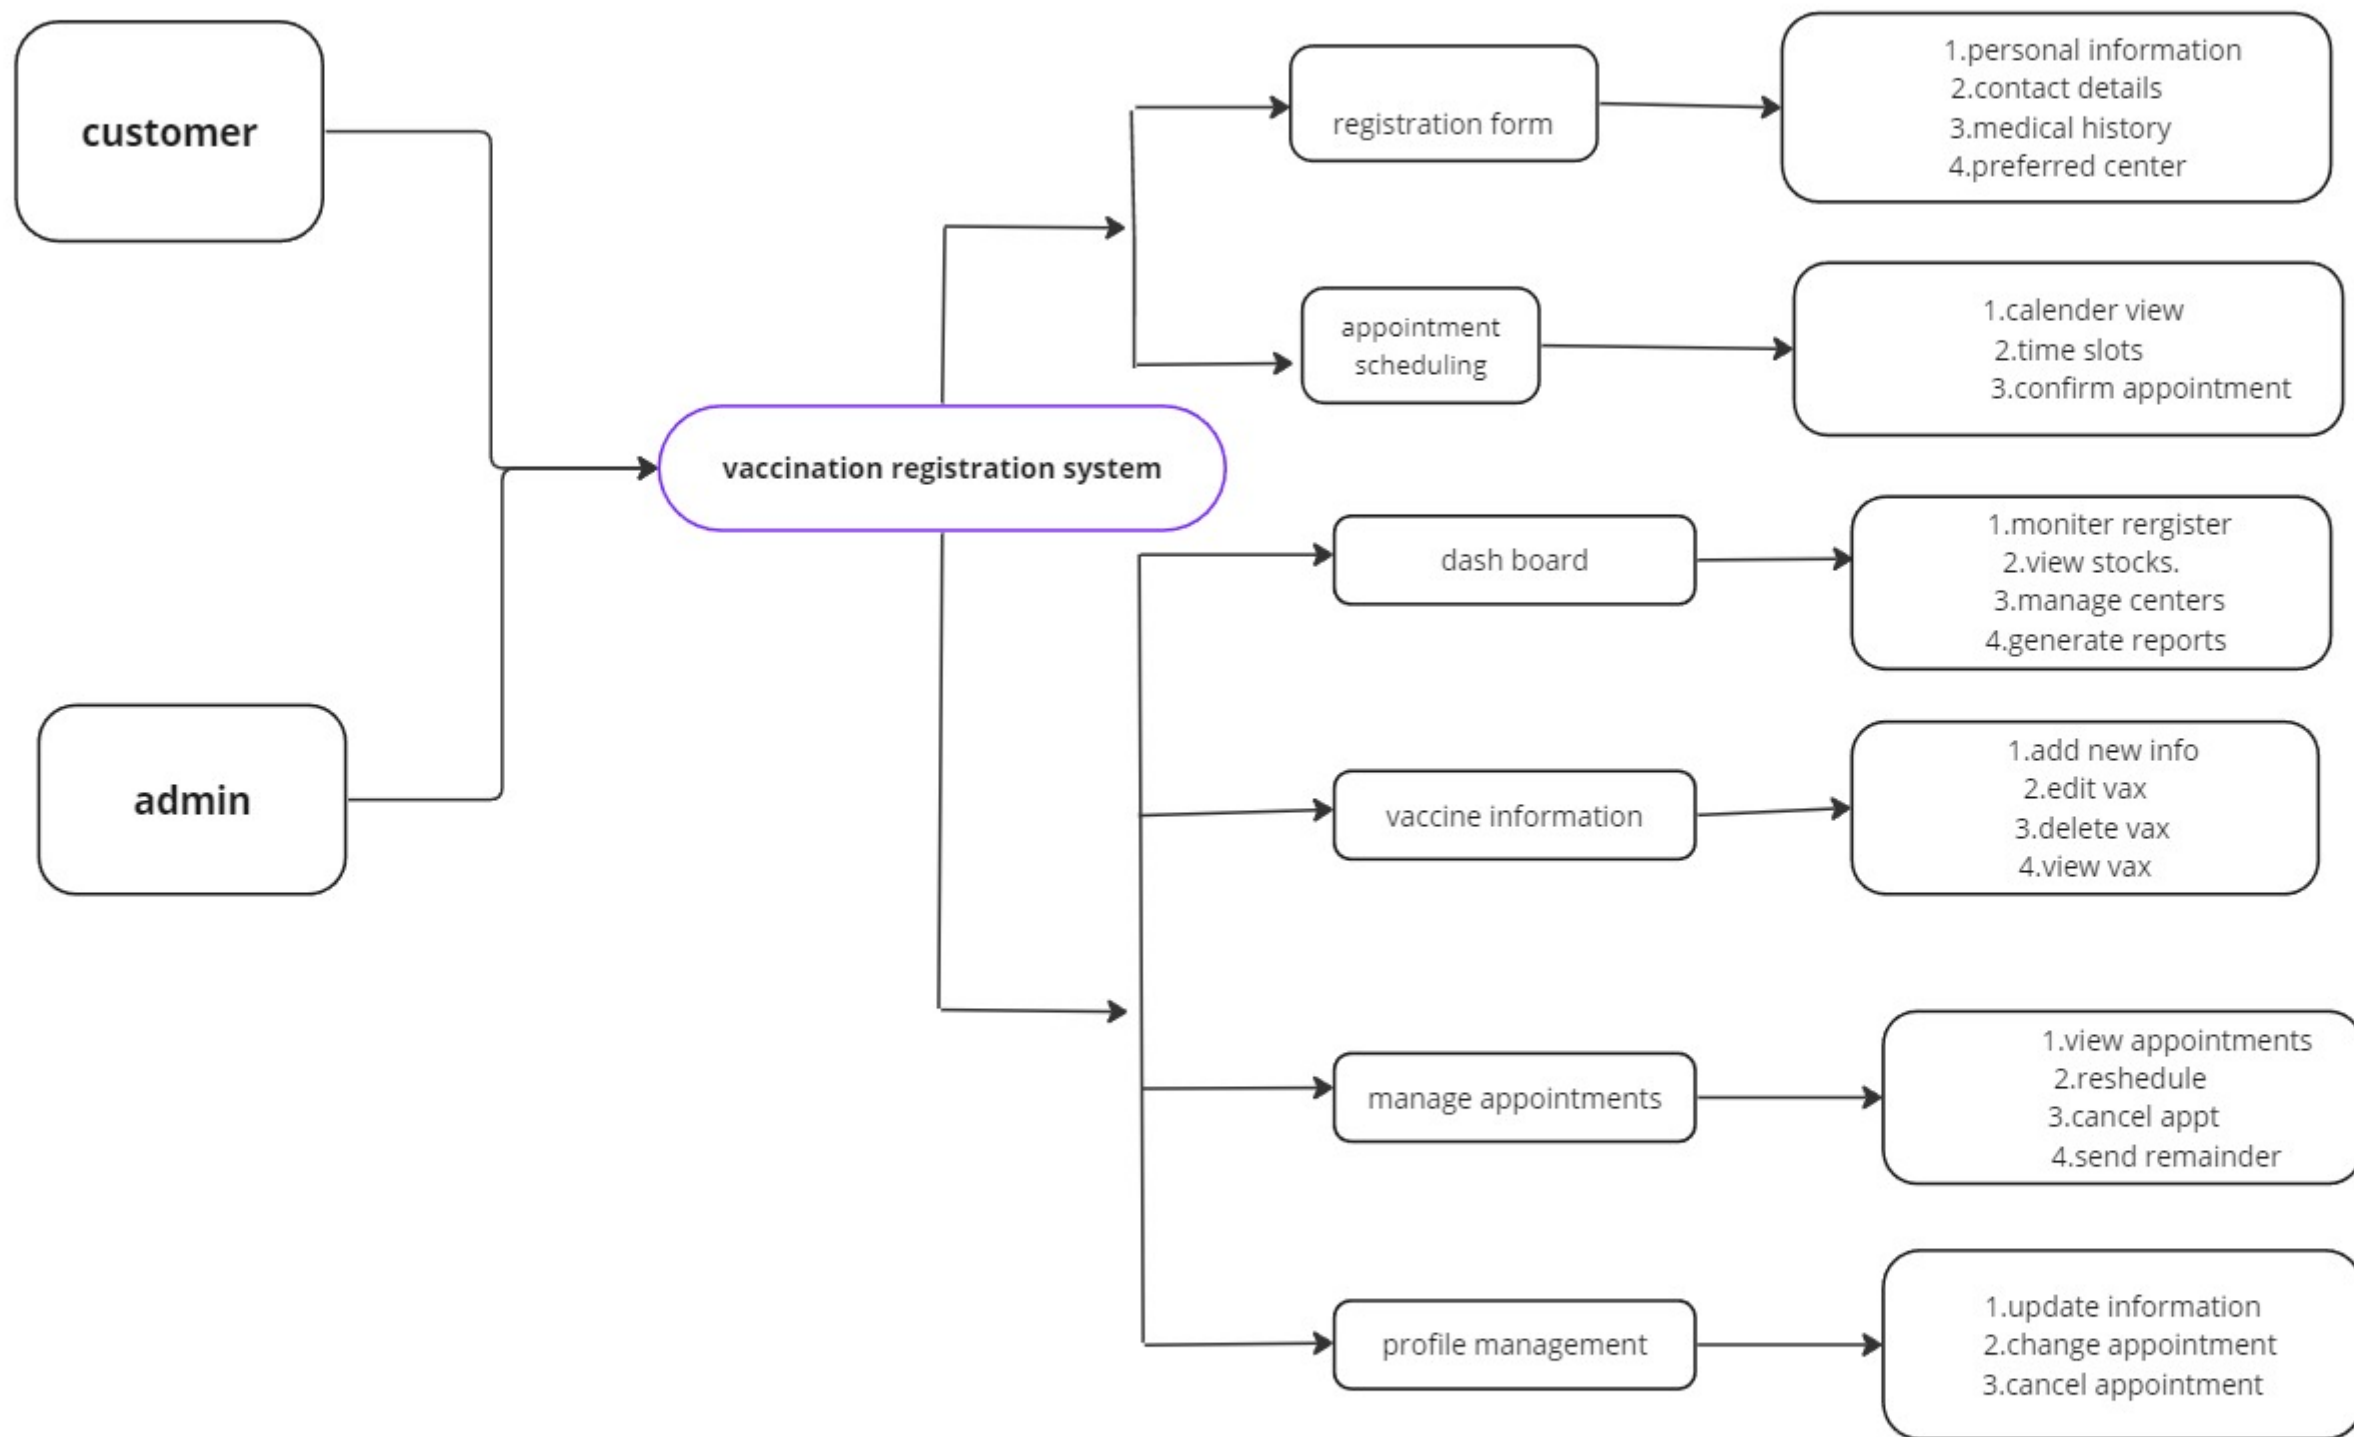 customer
admin
vaccination registration system
registration form
1.personal information
2.contact details
3.medical history
4.preferred center
appointment
scheduling
1.calender view
2.time slots
3.confirm appointment
dash board
1.moniter rergister
2.view stocks.
3.manage centers
4.generate reports
vaccine information
1.add new info
2.edit vax
3.delete vax
4.view vax
manage appointments
1.view appointments
2.reshedule
3.cancel appt
4.send remainder
profile management
1.update information
2.change appointment
3.cancel appointment